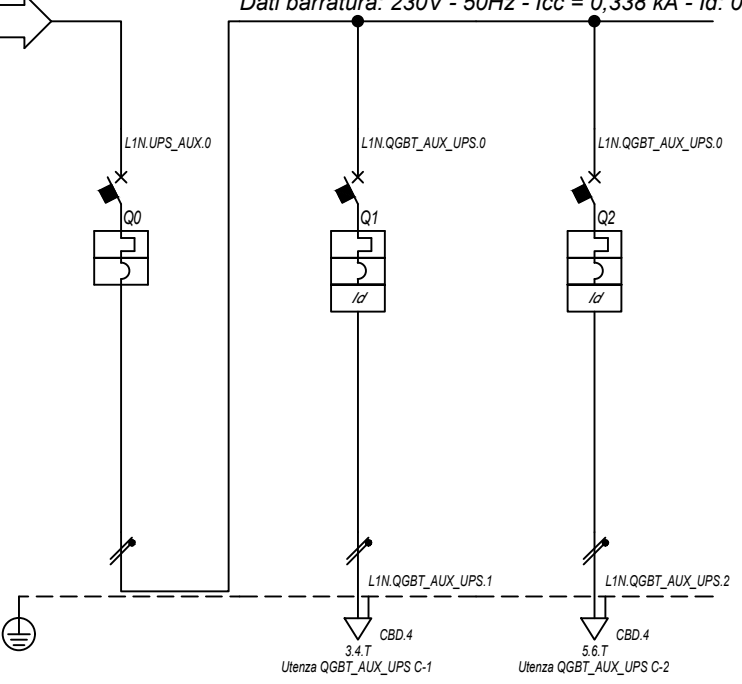 Dati barratura: 230V - 50Hz - Icc = 0,338 kA - Id: 0
L1N.UPS_AUX.0
L1N.QGBT_AUX_UPS.0
L1N.QGBT_AUX_UPS.0
Q0
Q1
Q2
Id
Id
L1N.QGBT_AUX_UPS.1
L1N.QGBT_AUX_UPS.2
CBD.4
CBD.4
3.4.T
5.6.T
Utenza QGBT_AUX_UPS C-1
Utenza QGBT_AUX_UPS C-2